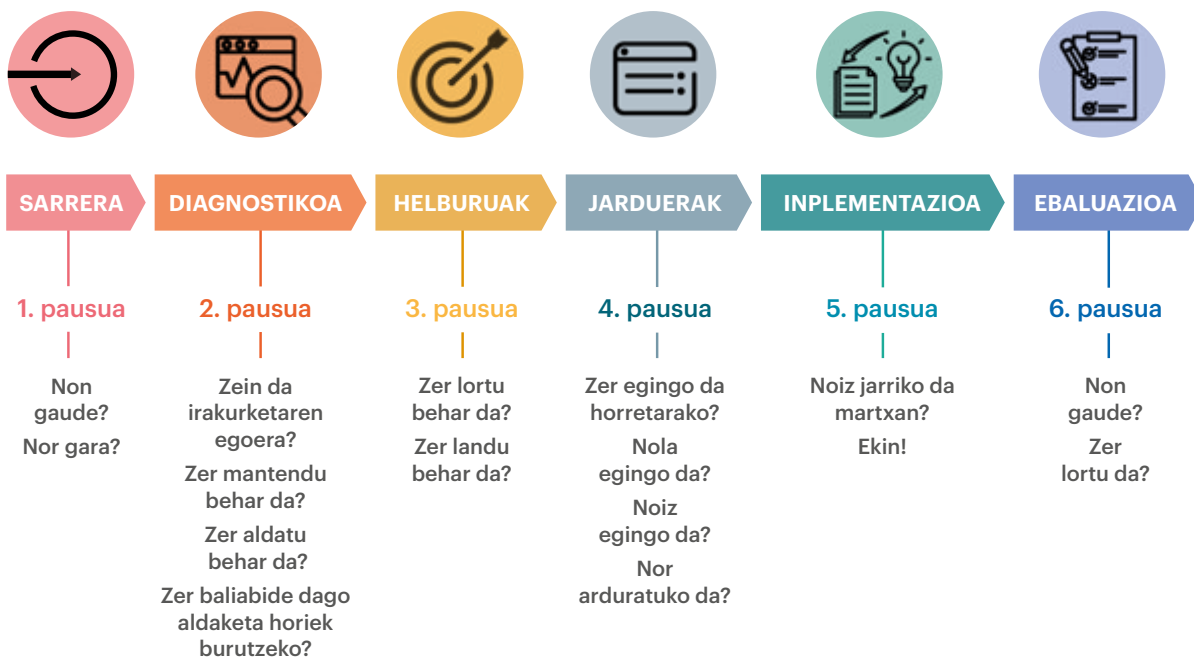 SARRERA
DIAGNOSTIKOA
HELBURUAK
JARDUERAK
INPLEMENTAZIOA
EBALUAZIOA
1. pausua
2. pausua
3. pausua
4. pausua
5. pausua
6. pausua
Non
gaude?
Nor gara?
Zein da
irakurketaren
egoera?
Zer mantendu
behar da?
Zer aldatu
behar da?
Zer baliabide dago
aldaketa horiek
burutzeko?
Zer lortu
behar da?
Zer landu
behar da?
Zer egingo da
horretarako?
Nola
egingo da?
Noiz
egingo da?
Nor
arduratuko da?
Noiz jarriko da
martxan?
Ekin!
Non
gaude?
Zer
lortu da?